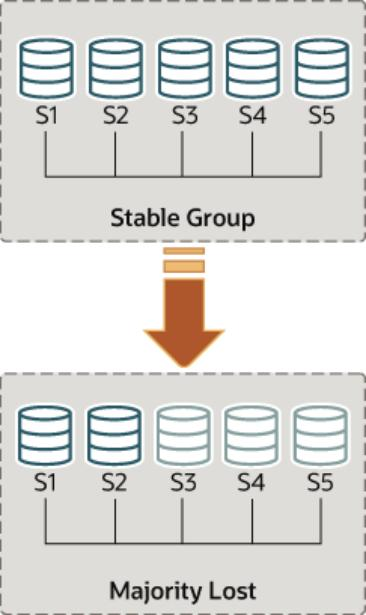 S1 S2 S3 S4 S5
Stable Group
S1 S2 S3 S4 S5
Majority Lost